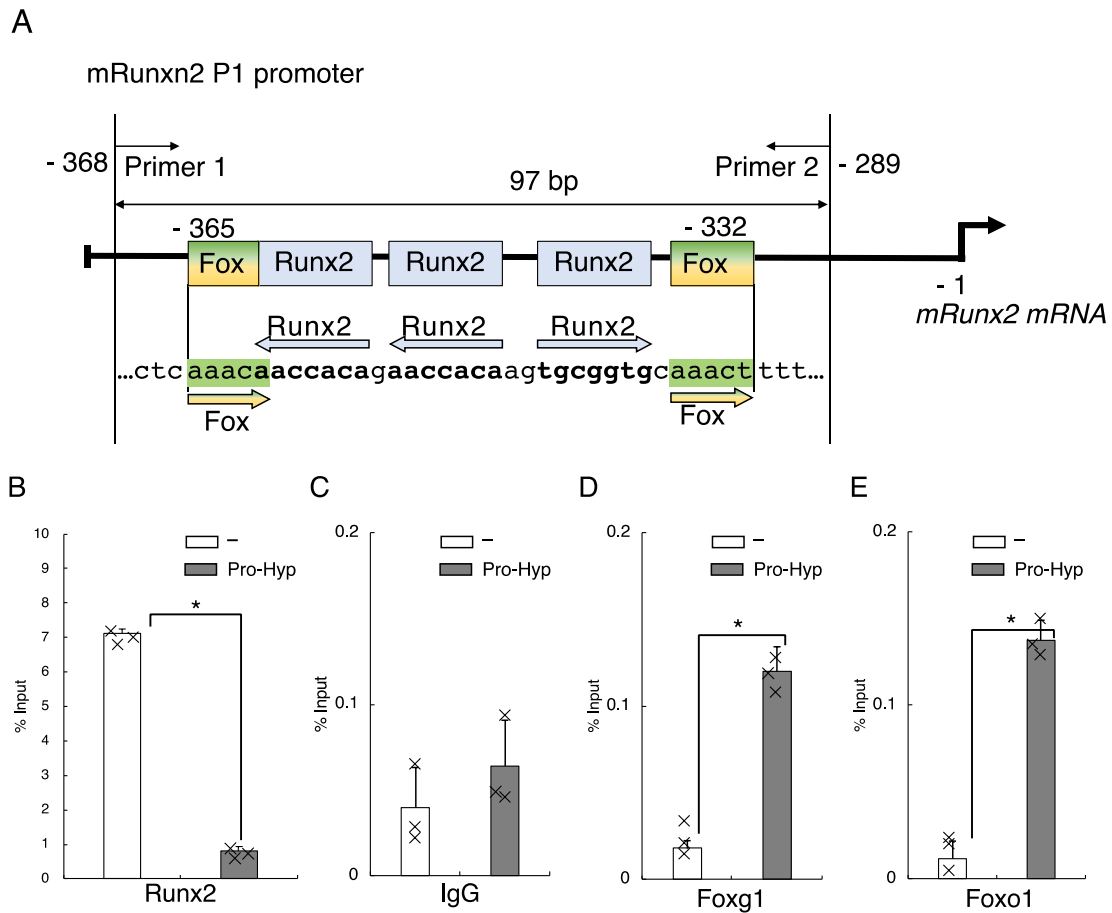 A
mRunxn2 P1 promoter
- 368
Primer 1
Primer 2
- 289
97 bp
- 365
- 332
Fox
Runx2
Runx2
Runx2
Fox
- 1
mRunx2 mRNA
Runx2
Runx2
Runx2
...ctcaaacaaccacagaaccacaagtgcggtgcaaacttttt...
Fox
Fox
B
10
9
8
7
6
5
4
3
2
1
0
% Input
–
Pro-Hyp
*
Runx2
C
0.2
0.1
0
% Input
–
Pro-Hyp
IgG
D
0.2
0.1
0
% Input
–
Pro-Hyp
*
Foxg1
E
0.2
0.1
0
% Input
–
Pro-Hyp
*
Foxo1